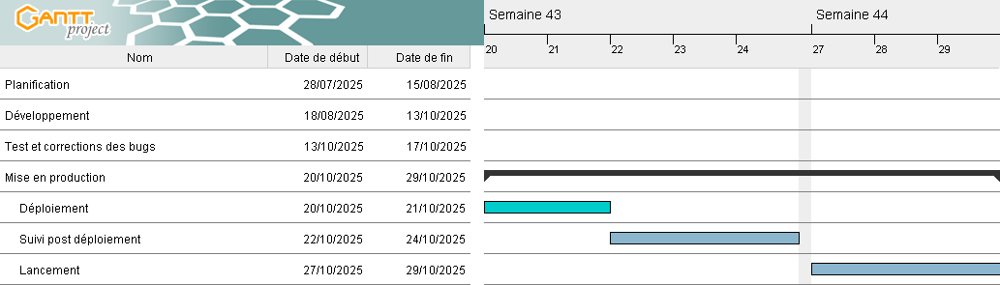 GANTT
project
Semaine 43 Semaine 44
20 21 22 23 24 27 28 29
Nom Date de début Date de fin
Planification 28/07/2025 15/08/2025
Développement 18/08/2025 13/10/2025
Test et corrections des bugs 13/10/2025 17/10/2025
Mise en production 20/10/2025 29/10/2025
Déploiement 20/10/2025 21/10/2025
Suivi post déploiement 22/10/2025 24/10/2025
Lancement 27/10/2025 29/10/2025